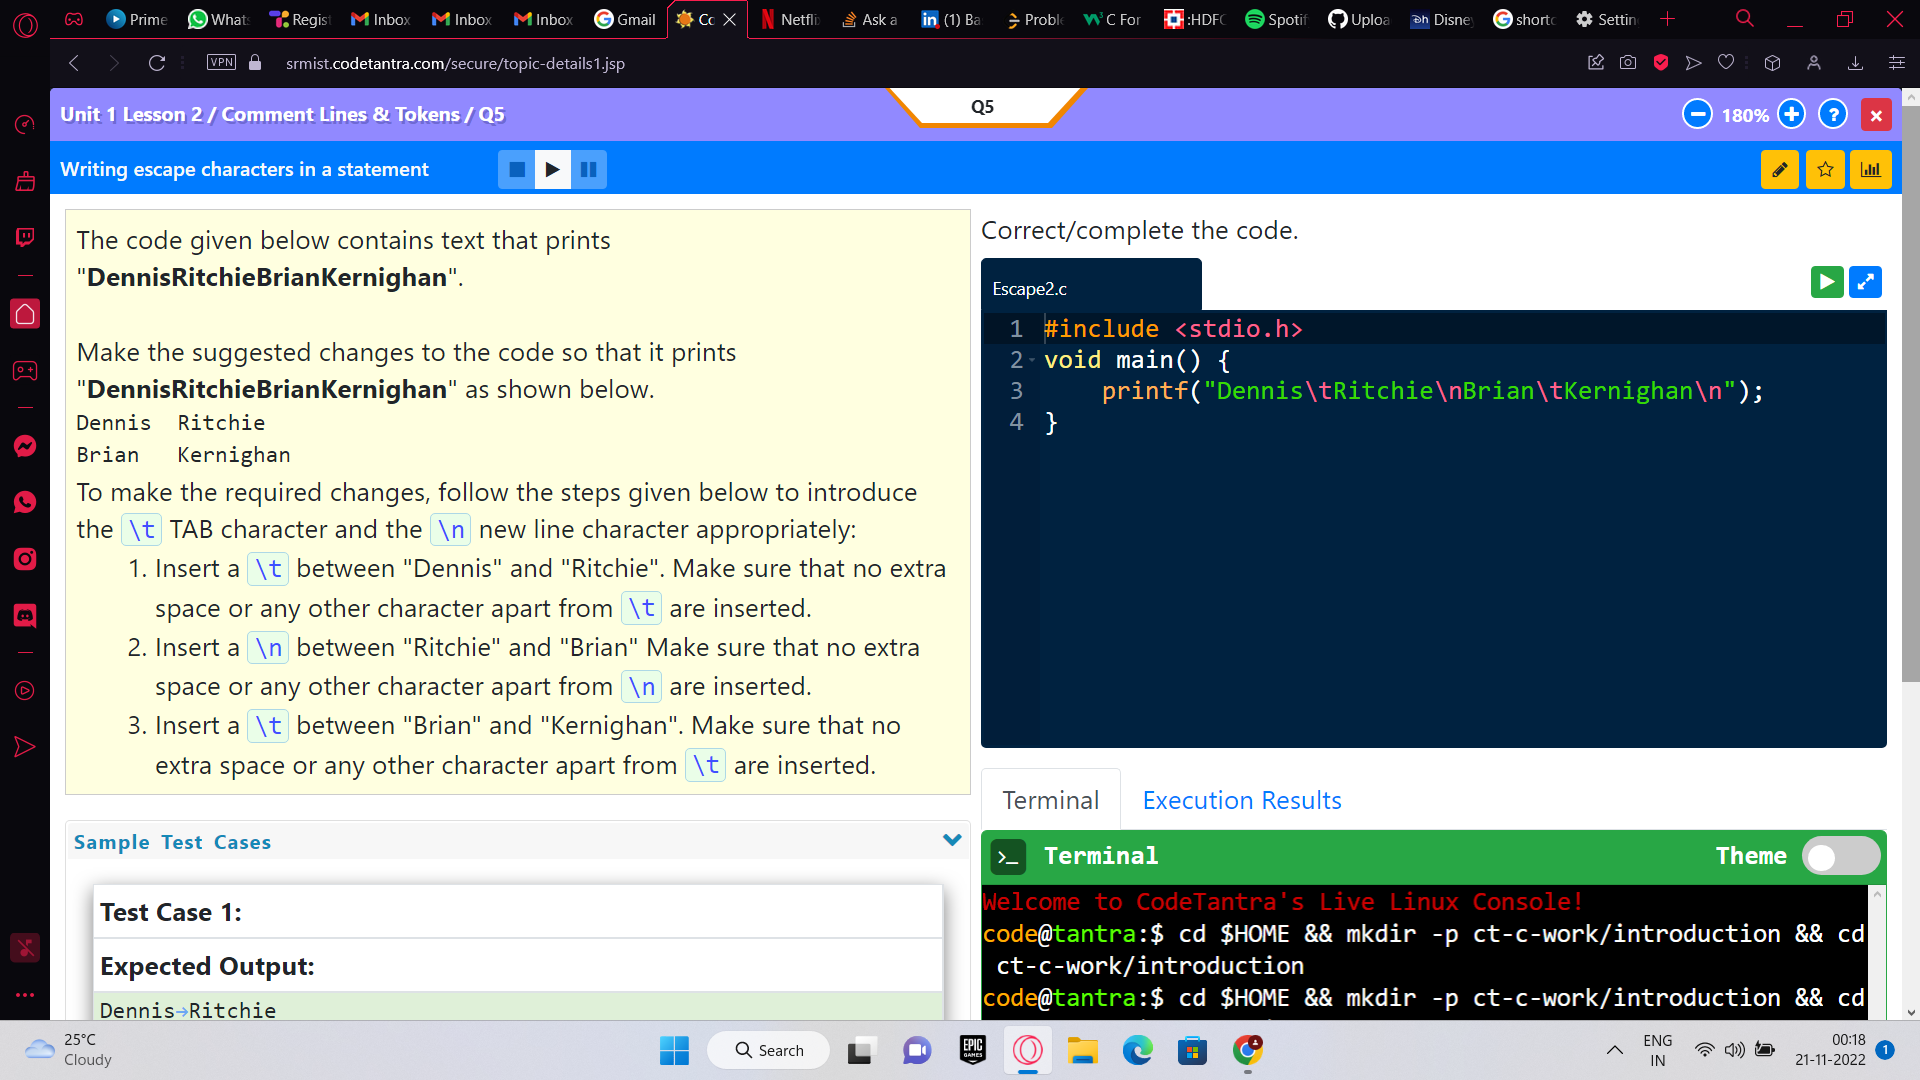 Prime
Whats
Regist
Inbox
Inbox
Inbox
Gmail
Co
Netfli
Ask a
(1) Ba
Proble
C For
:HDFC
Spotif
Uploa
Disney
shortc
Settin
VPN
srmist.codetantra.com/secure/topic-details1.jsp
Unit 1 Lesson 2 / Comment Lines & Tokens / Q5
Q5
180%
?
Writing escape characters in a statement
The code given below contains text that prints
"DennisRitchieBrianKernighan".
Make the suggested changes to the code so that it prints
"DennisRitchieBrianKernighan" as shown below.
Dennis  Ritchie
Brian   Kernighan
To make the required changes, follow the steps given below to introduce
the \t TAB character and the \n new line character appropriately:
1. Insert a \t between "Dennis" and "Ritchie". Make sure that no extra
space or any other character apart from \t are inserted.
2. Insert a \n between "Ritchie" and "Brian" Make sure that no extra
space or any other character apart from \n are inserted.
3. Insert a \t between "Brian" and "Kernighan". Make sure that no
extra space or any other character apart from \t are inserted.
Sample Test Cases
Test Case 1:
Expected Output:
Dennis→Ritchie
Correct/complete the code.
Escape2.c
1 #include <stdio.h>
2 void main() {
3     printf("Dennis\tRitchie\nBrian\tKernighan\n");
4 }
Terminal
Execution Results
Terminal
Theme
Welcome to CodeTantra's Live Linux Console!
code@tantra:$ cd $HOME && mkdir -p ct-c-work/introduction && cd
ct-c-work/introduction
code@tantra:$ cd $HOME && mkdir -p ct-c-work/introduction && cd
25°C
Cloudy
Search
EPIC GAMES
ENG
IN
00:18
21-11-2022
1